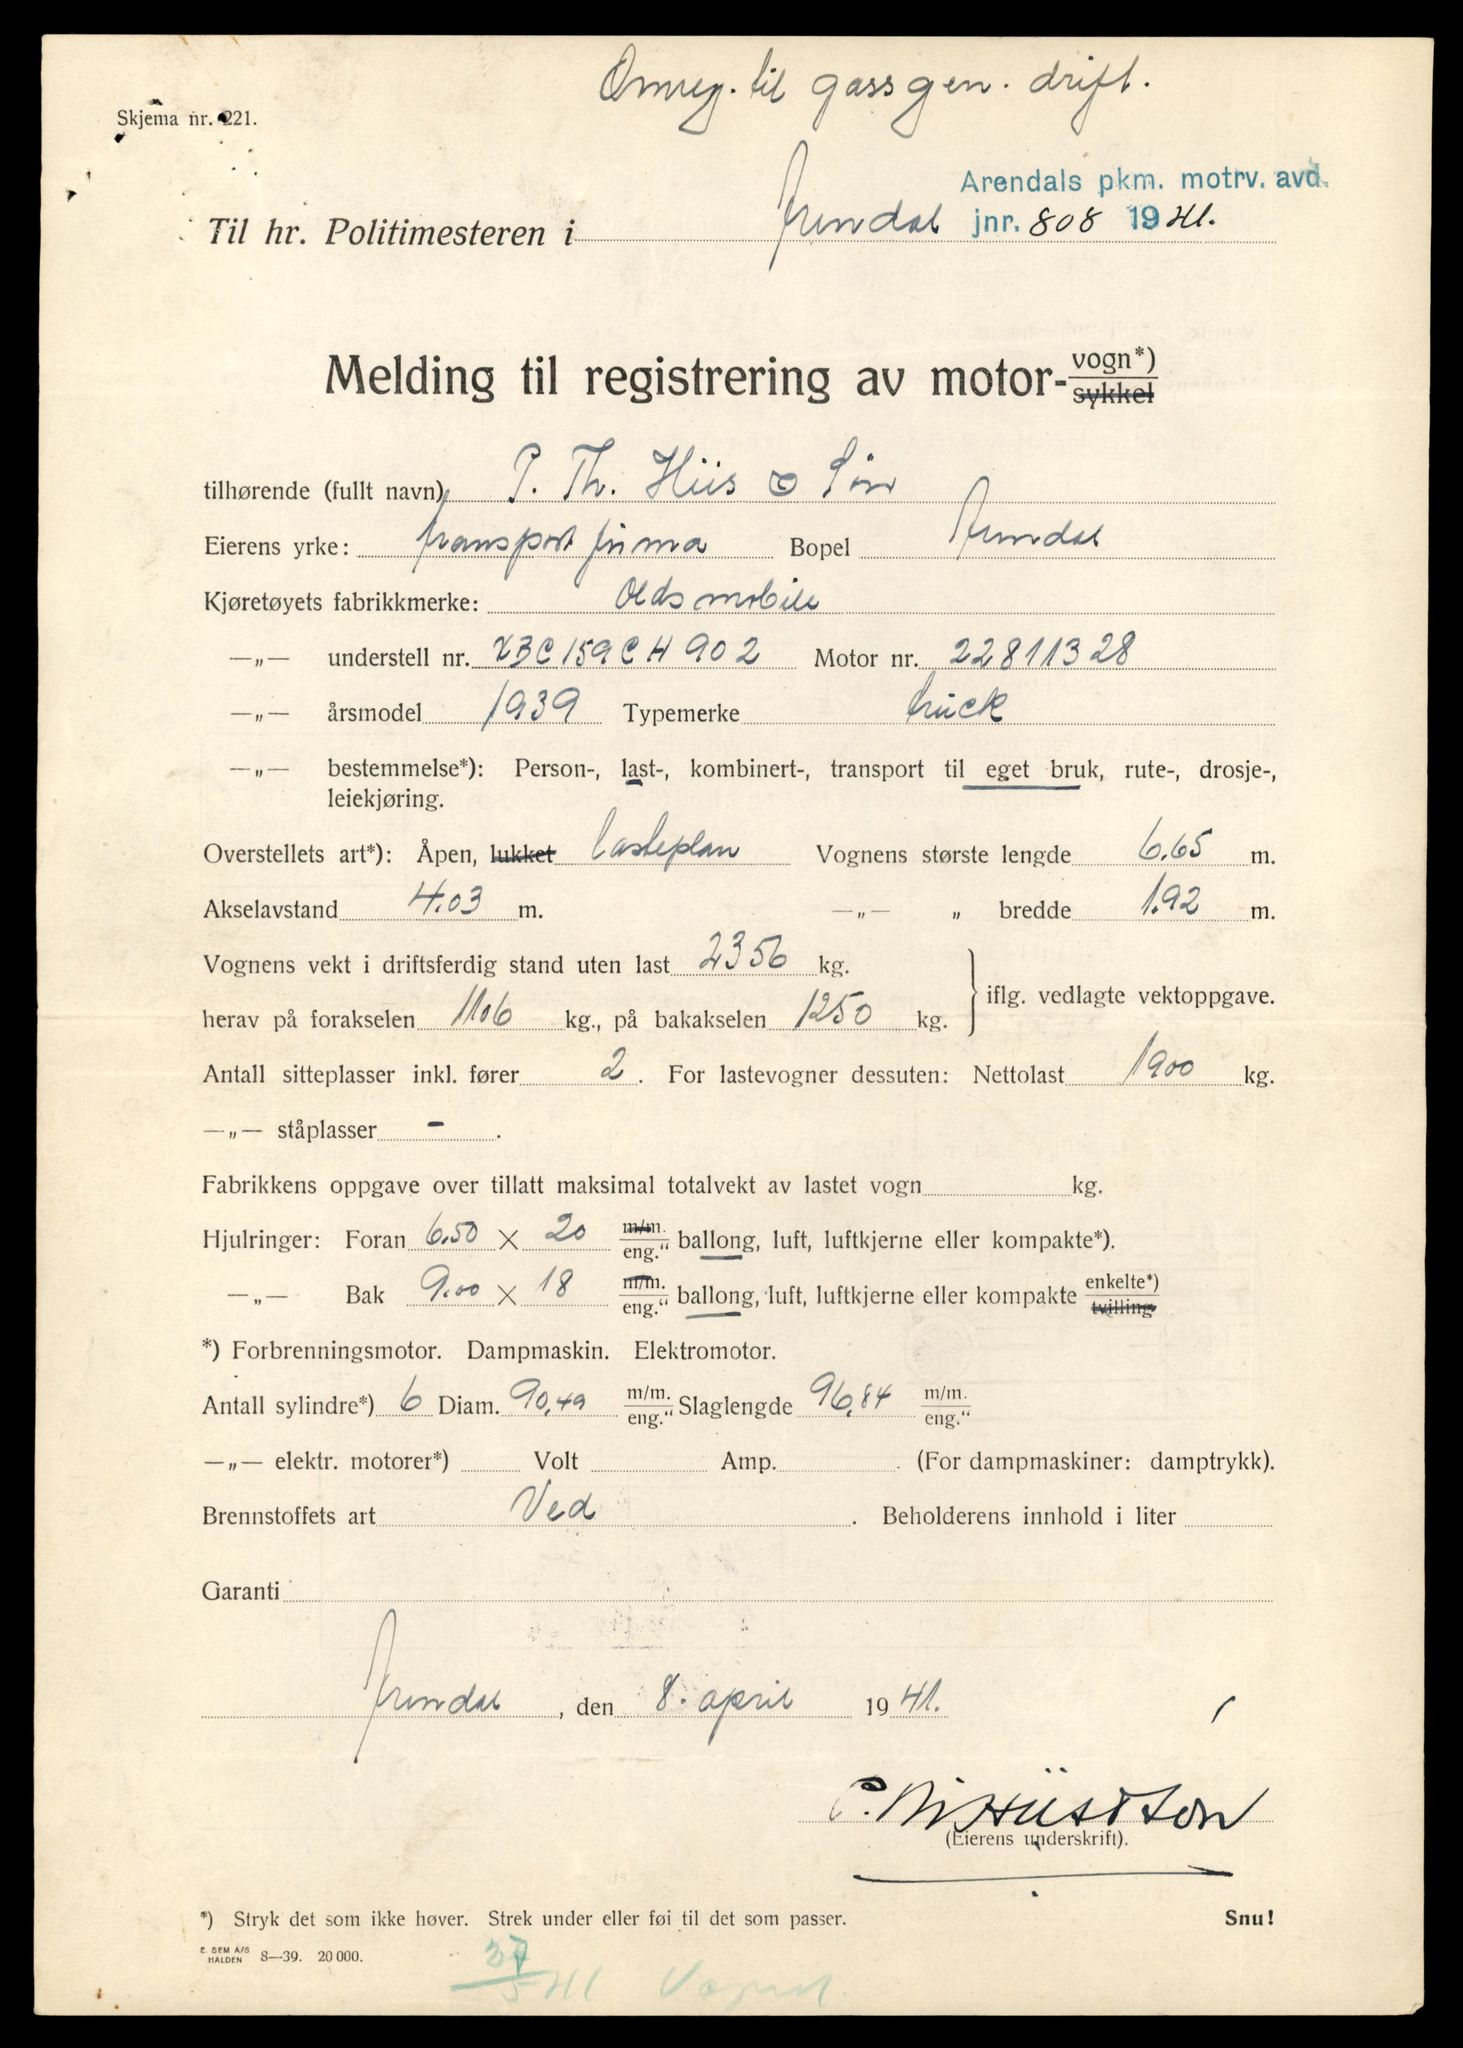 Omreg. til gassgen. drift.
Skjema nr. 221.
Arendals pkm. motrv. avd.
Til hr. Politimesteren i Arendal jnr. 808 1941.
Melding til registrering av motor-vogn*)
sykkel
tilhørende (fullt navn) P. Th. Hiis & Søn
Eierens yrke: transportfirma Bopel Arendal
Kjøretøyets fabrikkmerke: Oldsmobile
—„— understell nr. 23C159CH902 Motor nr. 22811328
—„— årsmodel 1939 Typemerke truck
—„— bestemmelse*): Person-, last-, kombinert-, transport til eget bruk, rute-, drosje-,
leiekjøring.
Overstellets art*): Åpen, lukket lasteplan Vognens største lengde 6.65 m.
Akselavstand 4.03 m. —„— „ bredde 1.92 m.
Vognens vekt i driftsferdig stand uten last 2356 kg.
herav på forakselen 1106 kg., på bakakselen 1250 kg. iflg. vedlagte vektoppgave.
Antall sitteplasser inkl. fører 2. For lastevogner dessuten: Nettolast 1900 kg.
—„— ståplasser - .
Fabrikkens oppgave over tillatt maksimal totalvekt av lastet vogn kg.
Hjulringer: Foran 6.50 × 20 m/m. eng.“ ballong, luft, luftkjerne eller kompakte*).
—„— Bak 9.00 × 18 m/m. eng.“ ballong, luft, luftkjerne eller kompakte enkelte*) tvilling
*) Forbrenningsmotor. Dampmaskin. Elektromotor.
Antall sylindre*) 6 Diam. 90,49 m/m. eng.“ Slaglengde 96,84 m/m. eng.“
—„— elektr. motorer*) Volt Amp. . (For dampmaskiner: damptrykk).
Brennstoffets art Ved . Beholderens innhold i liter
Garanti
Arendal, den 8. april 1941.
P. Th. Hiis & Søn
(Eierens underskrift).
*) Stryk det som ikke høver. Strek under eller føi til det som passer. Snu!
E. SEM A/S HALDEN 8—39. 20 000.
27/5 41